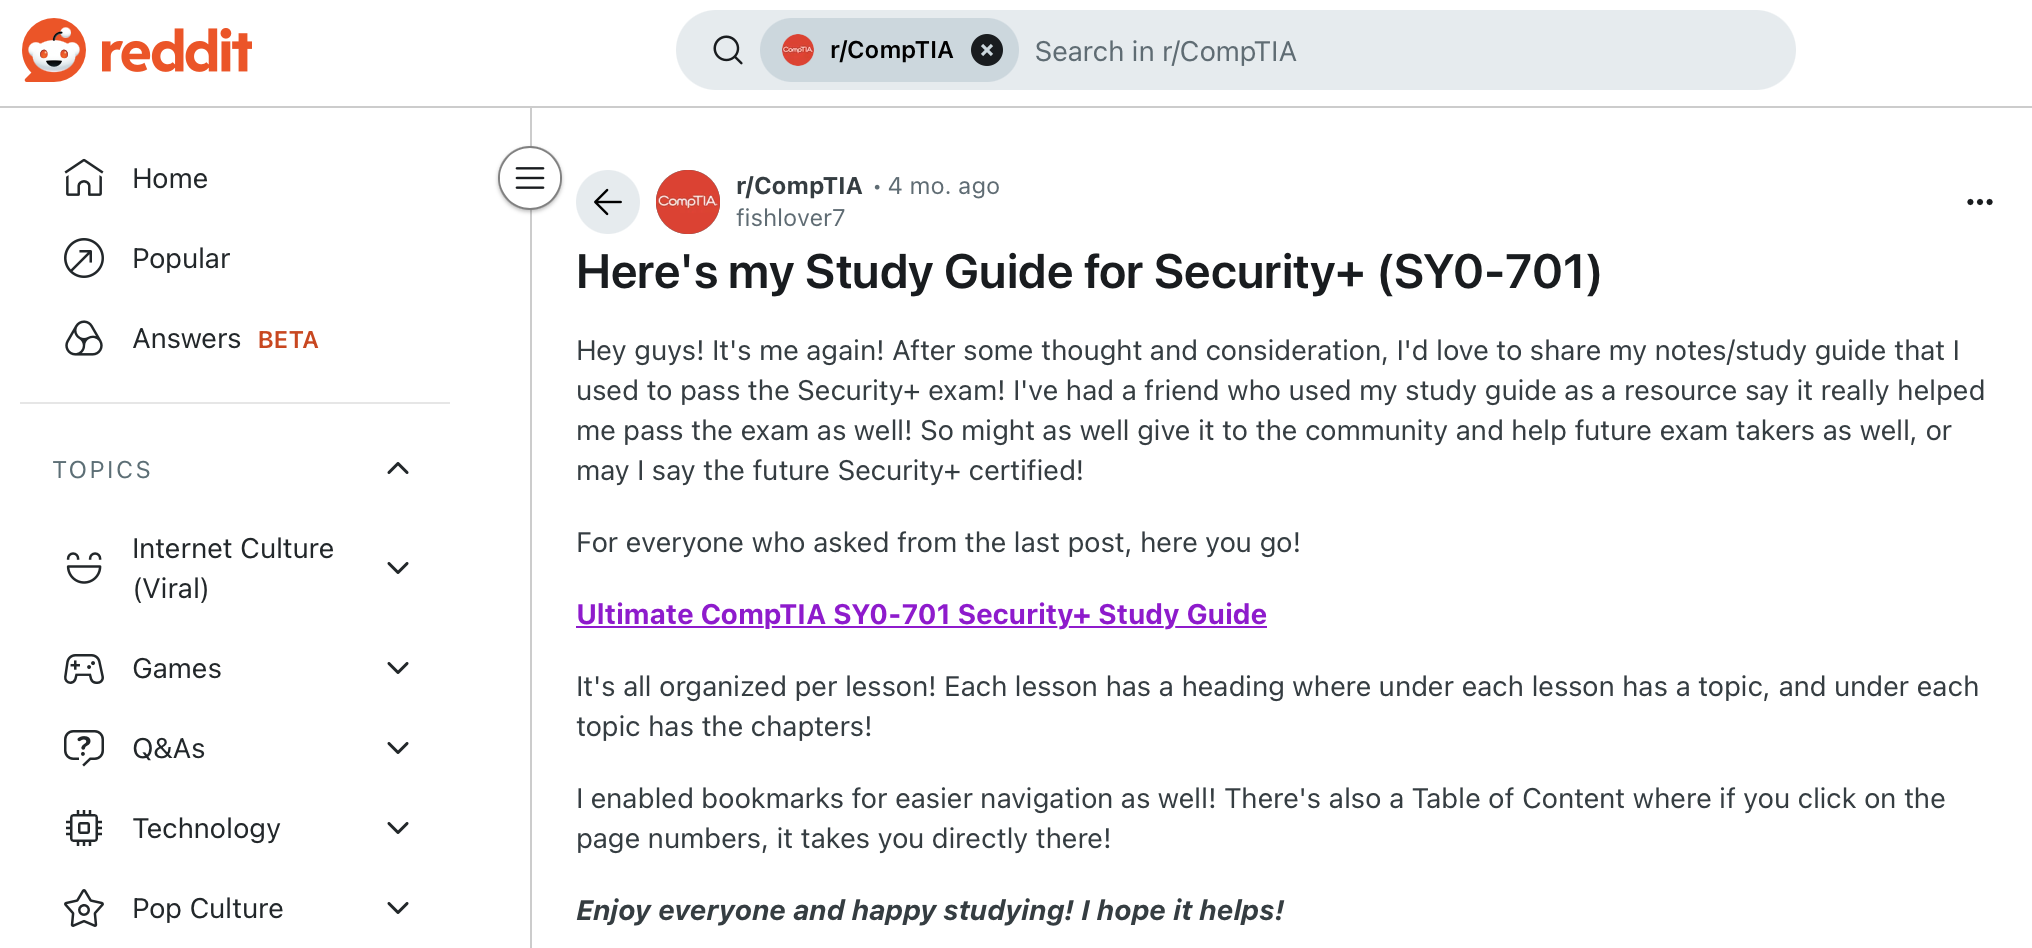 reddit
CompTIA r/CompTIA Search in r/CompTIA
Home
Popular
Answers BETA
TOPICS
Internet Culture
(Viral)
Games
Q&As
Technology
Pop Culture
CompTIA
r/CompTIA • 4 mo. ago
fishlover7
Here's my Study Guide for Security+ (SY0-701)
Hey guys! It's me again! After some thought and consideration, I'd love to share my notes/study guide that I
used to pass the Security+ exam! I've had a friend who used my study guide as a resource say it really helped
me pass the exam as well! So might as well give it to the community and help future exam takers as well, or
may I say the future Security+ certified!
For everyone who asked from the last post, here you go!
Ultimate CompTIA SY0-701 Security+ Study Guide
It's all organized per lesson! Each lesson has a heading where under each lesson has a topic, and under each
topic has the chapters!
I enabled bookmarks for easier navigation as well! There's also a Table of Content where if you click on the
page numbers, it takes you directly there!
Enjoy everyone and happy studying! I hope it helps!